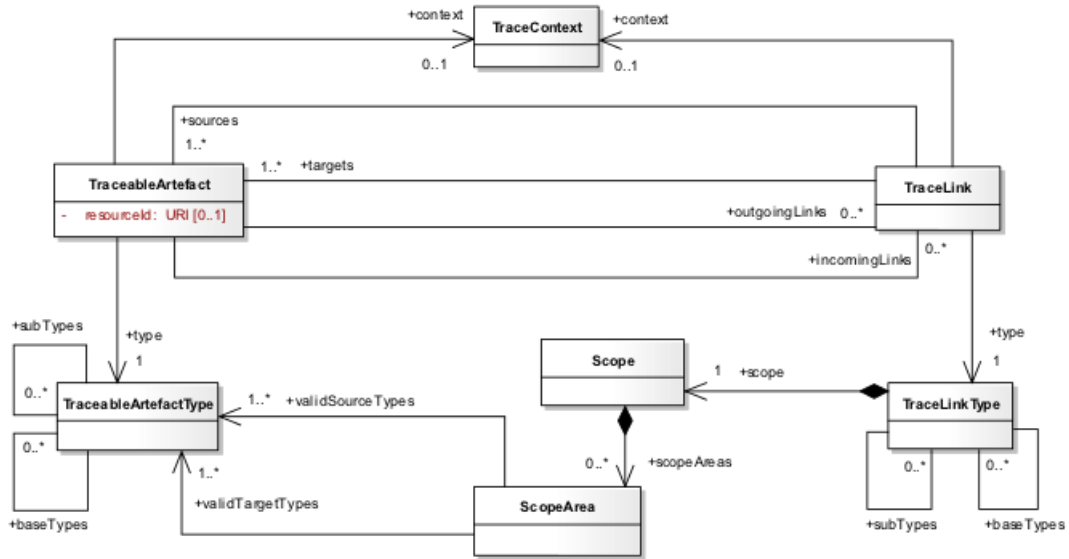 +context
TraceContext
+context
0..1
0..1
+sources
1..*
1..*
+targets
TraceableArtefact
- resourceId: URI [0..1]
TraceLink
+outgoingLinks
0..*
+incomingLinks
0..*
+subTypes
+type
1
+type
1
0..*
Scope
1
+scope
TraceableArtefactType
1..*
+validSourceTypes
TraceLinkType
0..*
1..*
+validTargetTypes
0..*
+scopeAreas
0..*
0..*
+baseTypes
ScopeArea
+subTypes
+baseTypes